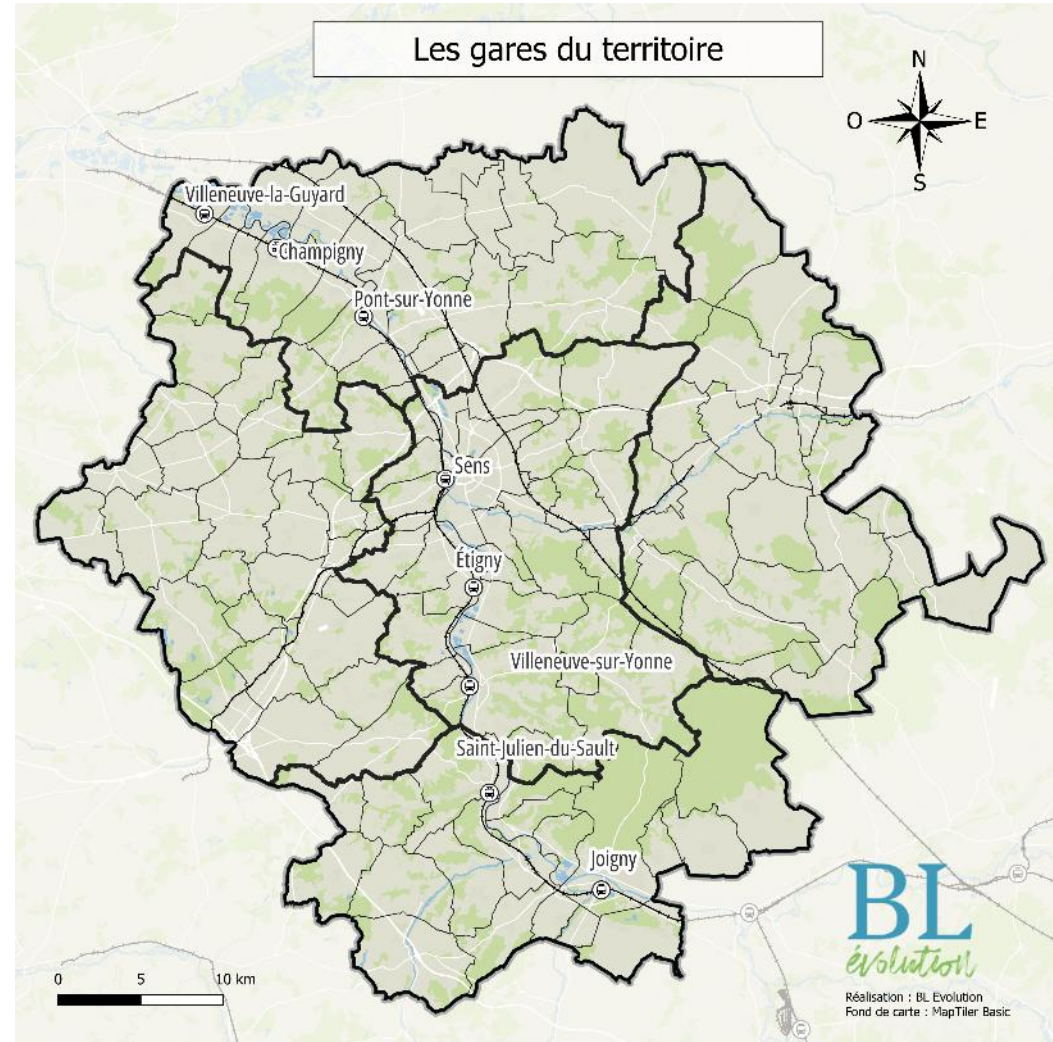 Les gares du territoire
N
O E
S
Villeneuve-la-Guyard
Champigny
Pont-sur-Yonne
Sens
Étigny
Villeneuve-sur-Yonne
Saint-Julien-du-Sault
Joigny
BL
évolution
0 5 10 km
Réalisation : BL Evolution
Fond de carte : MapTiler Basic